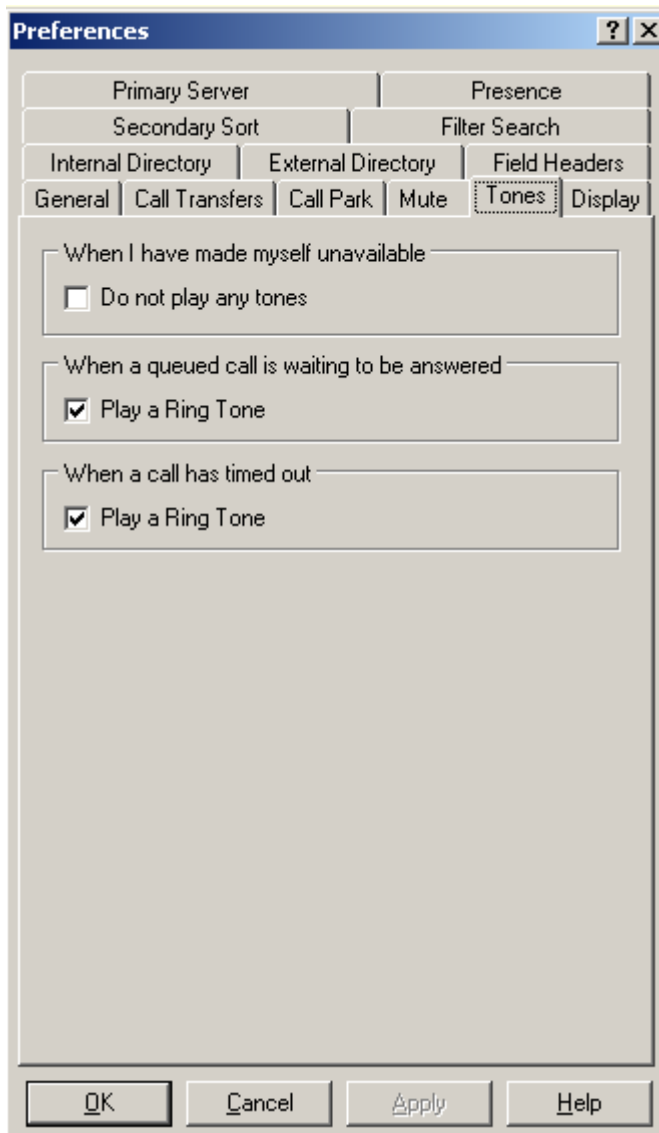 Preferences
Primary Server Presence
Secondary Sort Filter Search
Internal Directory External Directory Field Headers
General Call Transfers Call Park Mute Tones Display
When I have made myself unavailable
Do not play any tones
When a queued call is waiting to be answered
Play a Ring Tone
When a call has timed out
Play a Ring Tone
OK Cancel Apply Help